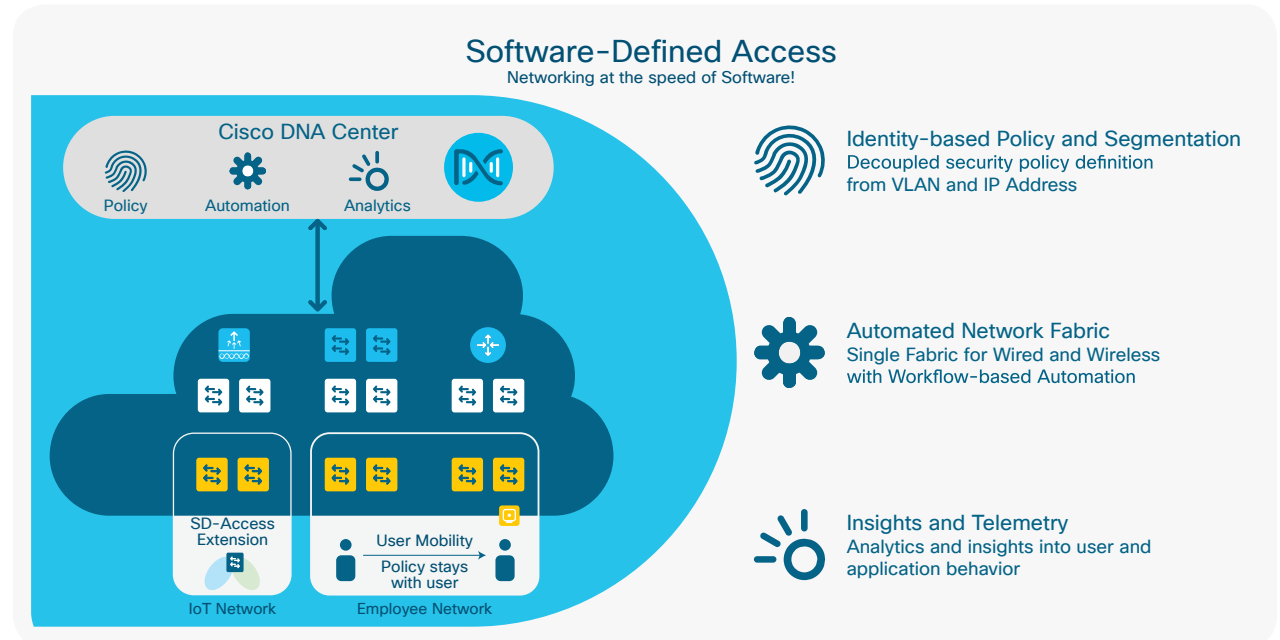 Software-Defined Access
Networking at the speed of Software!
Cisco DNA Center
Policy
Automation
Analytics
SD-Access
Extension
User Mobility
Policy stays
with user
IoT Network
Employee Network
Identity-based Policy and Segmentation
Decoupled security policy definition
from VLAN and IP Address
Automated Network Fabric
Single Fabric for Wired and Wireless
with Workflow-based Automation
Insights and Telemetry
Analytics and insights into user and
application behavior